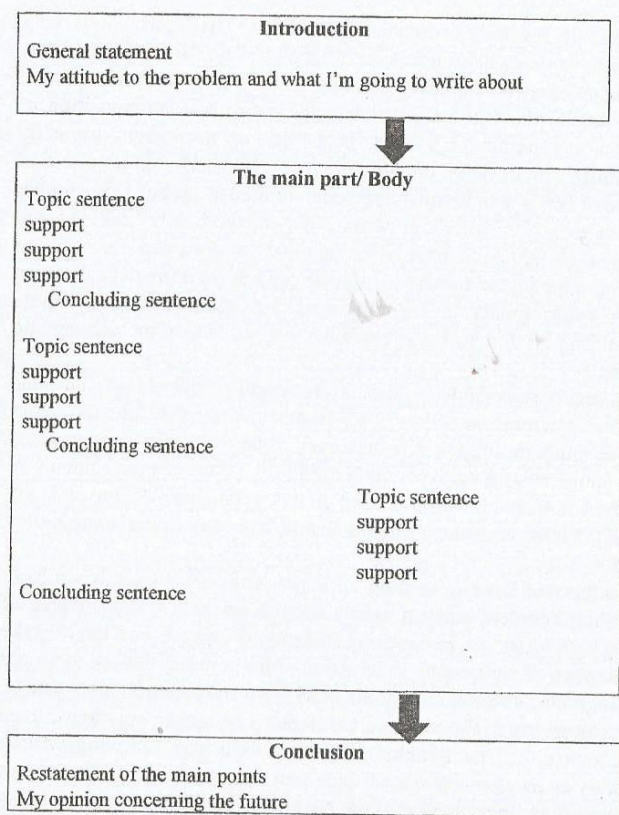 Introduction
General statement
My attitude to the problem and what I'm going to write about
The main part/ Body
Topic sentence
support
support
support
Concluding sentence
Topic sentence
support
support
support
Concluding sentence
Topic sentence
support
support
support
Concluding sentence
Conclusion
Restatement of the main points
My opinion concerning the future